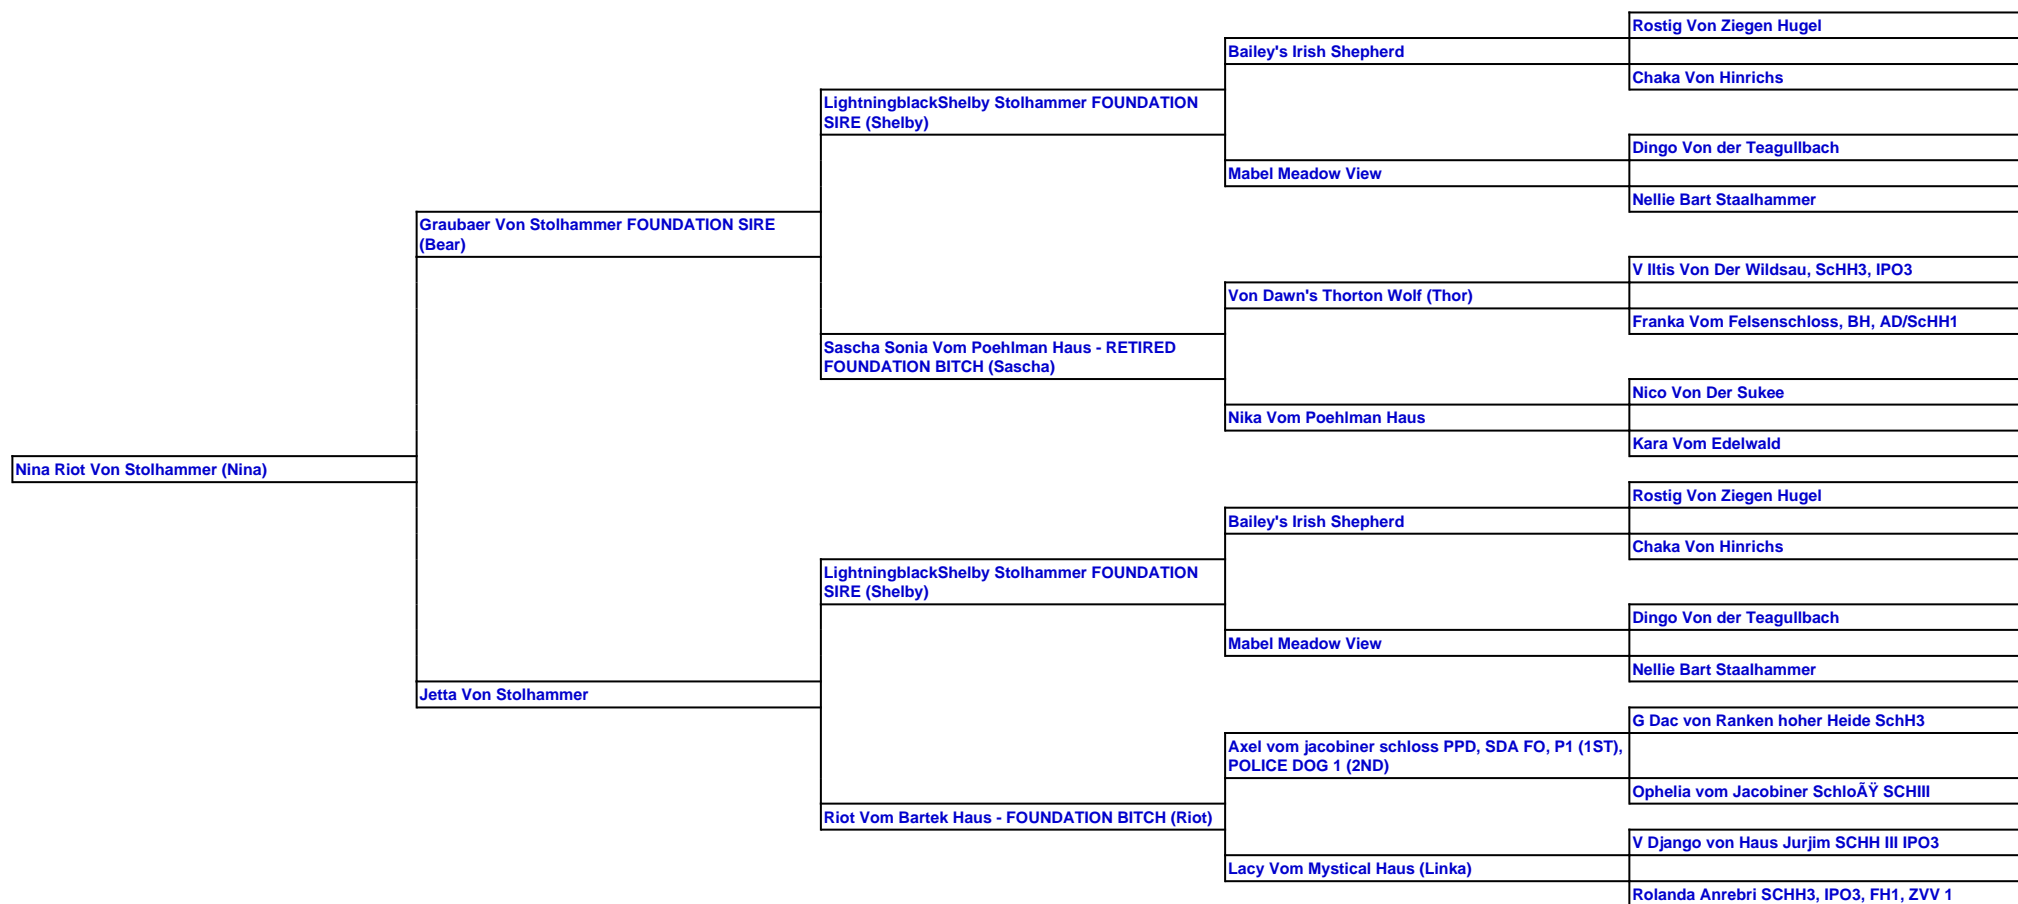 Rostig Von Ziegen Hugel
Bailey's Irish Shepherd
Chaka Von Hinrichs
LightningblackShelby Stolhammer FOUNDATION
SIRE (Shelby)
Dingo Von der Teagullbach
Mabel Meadow View
Nellie Bart Staalhammer
Graubaer Von Stolhammer FOUNDATION SIRE
(Bear)
V Iltis Von Der Wildsau, ScHH3, IPO3
Von Dawn's Thorton Wolf (Thor)
Franka Vom Felsenschloss, BH, AD/ScHH1
Sascha Sonia Vom Poehlman Haus - RETIRED
FOUNDATION BITCH (Sascha)
Nico Von Der Sukee
Nika Vom Poehlman Haus
Kara Vom Edelwald
Nina Riot Von Stolhammer (Nina)
Rostig Von Ziegen Hugel
Bailey's Irish Shepherd
Chaka Von Hinrichs
LightningblackShelby Stolhammer FOUNDATION
SIRE (Shelby)
Dingo Von der Teagullbach
Mabel Meadow View
Nellie Bart Staalhammer
Jetta Von Stolhammer
G Dac von Ranken hoher Heide SchH3
Axel vom jacobiner schloss PPD, SDA FO, P1 (1ST),
POLICE DOG 1 (2ND)
Ophelia vom Jacobiner SchloÃŸ SCHIII
Riot Vom Bartek Haus - FOUNDATION BITCH (Riot)
V Django von Haus Jurjim SCHH III IPO3
Lacy Vom Mystical Haus (Linka)
Rolanda Anrebri SCHH3, IPO3, FH1, ZVV 1